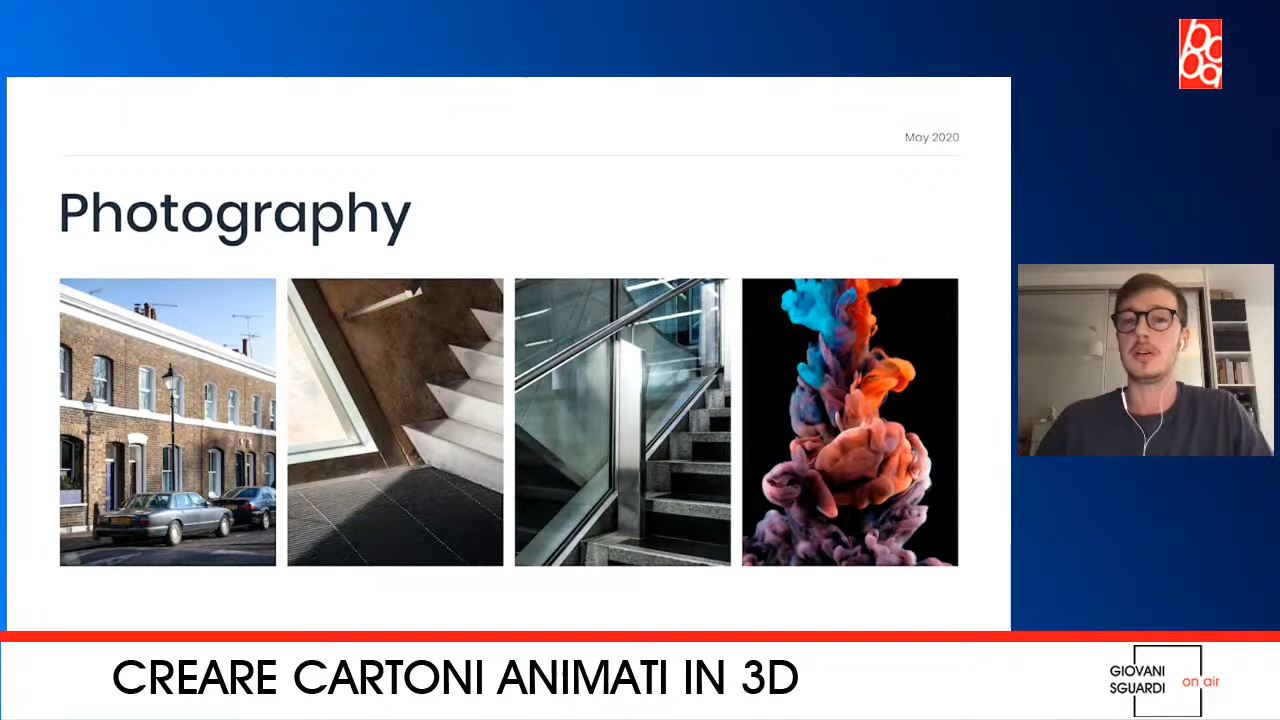 May 2020
Photography
CREARE CARTONI ANIMATI IN 3D
GIOVANI
SGUARDI on air